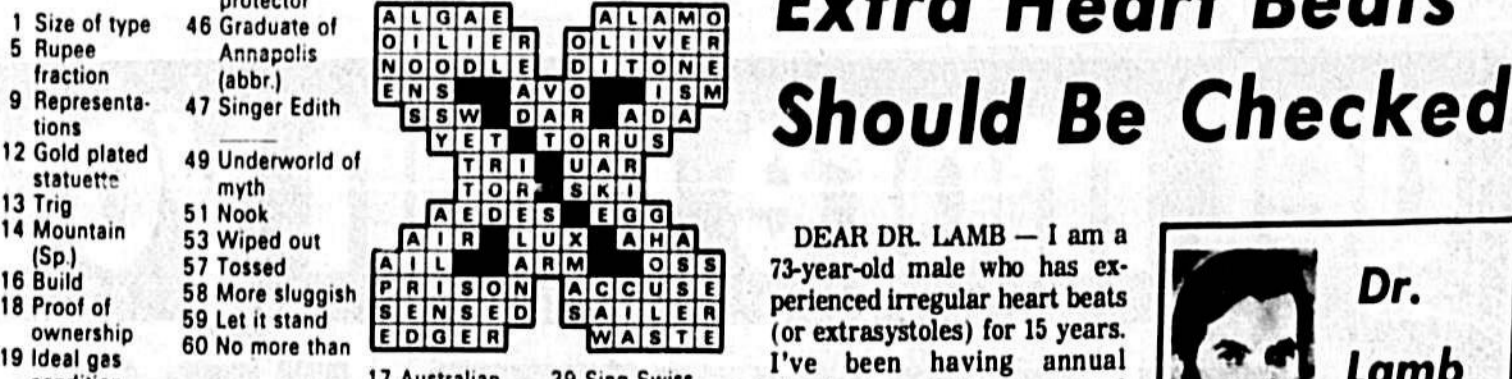 protector
1 Size of type
5 Rupee
fraction
9 Representa-
tions
12 Gold plated
statuette
13 Trig
14 Mountain
(Sp.)
16 Build
18 Proof of
ownership
19 Ideal gas
46 Graduate of
Annapolis
(abbr.)
47 Singer Edith
49 Underworld of
myth
51 Nook
53 Wiped out
57 Tossed
58 More sluggish
59 Let it stand
60 No more than
ALGAE ALAMO
OILIER OLIVER
NOODLE DITONE
ENS AVO ISM
SSW DAR ADA
YET TORUS
TRI UAR
TOR SKI
AEDES EGG
AIR LUX AHA
AIL ARM OSS
PRISON ACCUSE
SENSED SAILER
EDGER WASTE
17 Australian
39 Sing Swiss
Extra Heart Beats
Should Be Checked
DEAR DR. LAMB — I am a
73-year-old male who has ex-
perienced irregular heart beats
(or extrasystoles) for 15 years.
I've been having annual
Dr.
Lamb